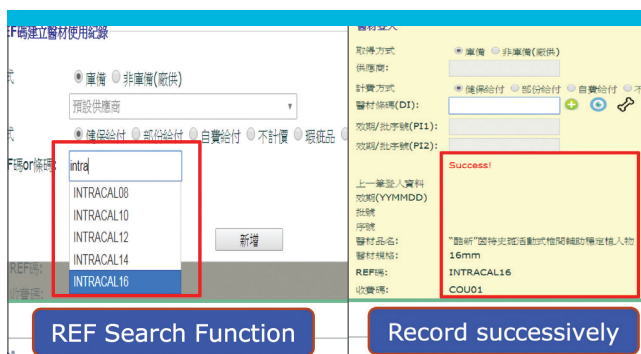 REF碼建立醫材使用紀錄
式
庫備 非庫備(廠供)
預設供應商
式
健保給付 部份給付 自費給付 不計價 瑕疵品
REF碼or條碼:
intra
INTRACAL08
INTRACAL10
INTRACAL12
INTRACAL14
INTRACAL16
新增
REF碼:
收費碼:
REF Search Function
醫材登入
取得方式 庫備 非庫備(廠供)
供應商:
計費方式 健保給付 部份給付 自費給付 不
醫材條碼(DI):
效期/批序號(PI1):
效期/批序號(PI2):
Success!
上一筆登入資料
效期(YYMMDD)
批號
序號
醫材品名: "酷新"因特史班活動式椎間輔助穩定植入物
醫材規格: 16mm
REF碼: INTRACAL16
收費碼: COU01
Record successively